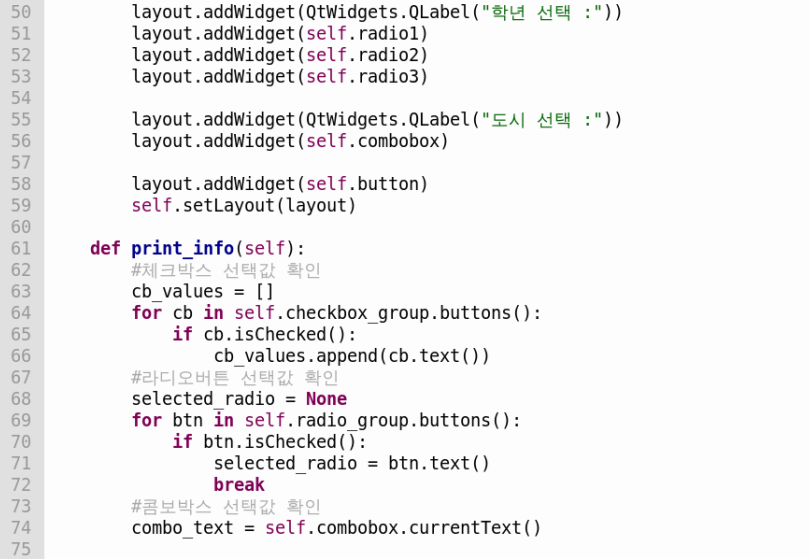 50        layout.addWidget(QtWidgets.QLabel("학년 선택 :"))
51        layout.addWidget(self.radio1)
52        layout.addWidget(self.radio2)
53        layout.addWidget(self.radio3)
54
55        layout.addWidget(QtWidgets.QLabel("도시 선택 :"))
56        layout.addWidget(self.combobox)
57
58        layout.addWidget(self.button)
59        self.setLayout(layout)
60
61    def print_info(self):
62        #체크박스 선택값 확인
63        cb_values = []
64        for cb in self.checkbox_group.buttons():
65            if cb.isChecked():
66                cb_values.append(cb.text())
67        #라디오버튼 선택값 확인
68        selected_radio = None
69        for btn in self.radio_group.buttons():
70            if btn.isChecked():
71                selected_radio = btn.text()
72                break
73        #콤보박스 선택값 확인
74        combo_text = self.combobox.currentText()
75